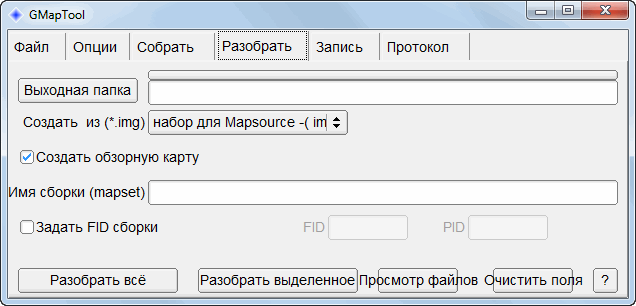 GMapTool
Файл Опции Собрать Разобрать Запись Протокол
Выходная папка
Создать из (*.img) набор для Mapsource -( im
Создать обзорную карту
Имя сборки (mapset)
Задать FID сборки FID PID
Разобрать всё Разобрать выделенное Просмотр файлов Очистить поля ?